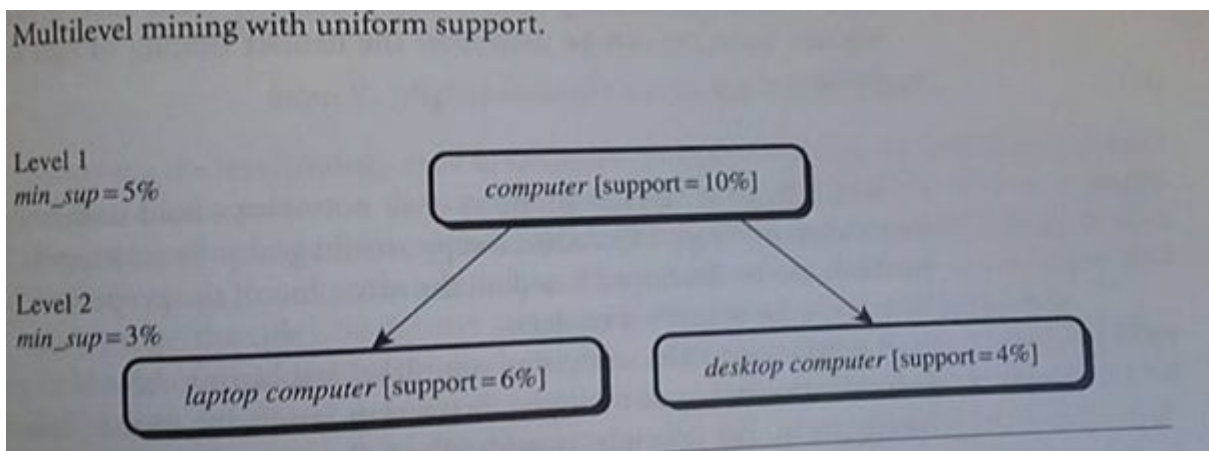 Multilevel mining with uniform support.
Level 1
min_sup=5%
computer [support=10%]
Level 2
min_sup=3%
laptop computer [support=6%]
desktop computer [support=4%]